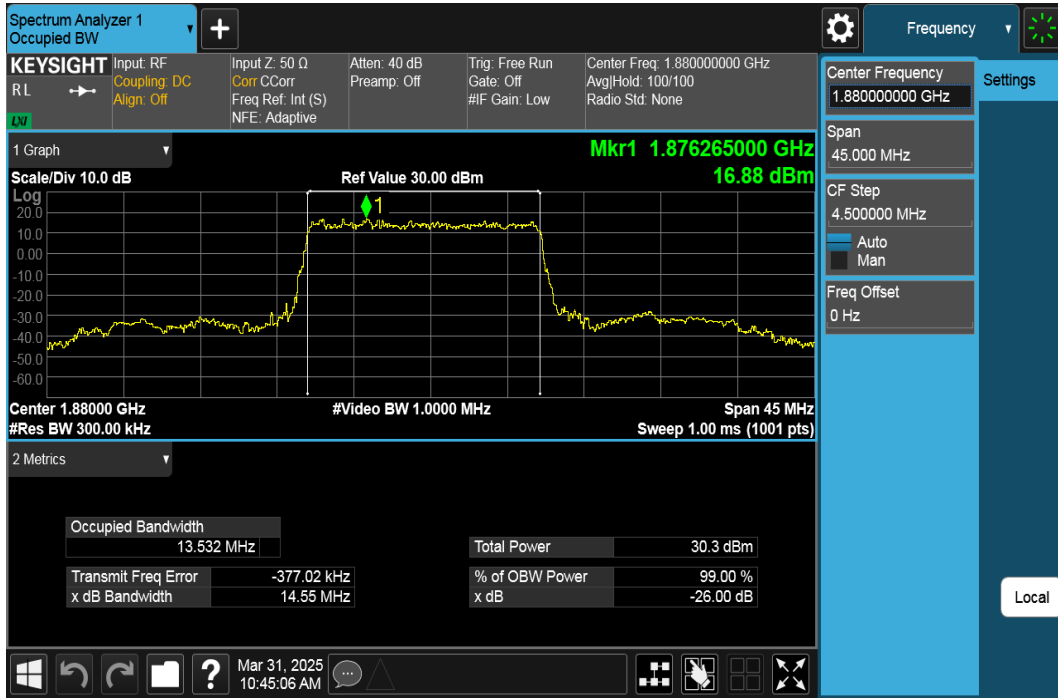 Spectrum Analyzer 1
Occupied BW
Frequency
KEYSIGHT
R L
LXI
Input: RF
Coupling: DC
Align: Off
Input Z: 50 Ω
Corr CCorr
Freq Ref: Int (S)
NFE: Adaptive
Atten: 40 dB
Preamp: Off
Trig: Free Run
Gate: Off
#IF Gain: Low
Center Freq: 1.880000000 GHz
Avg|Hold: 100/100
Radio Std: None
Center Frequency
1.880000000 GHz
Settings
Span
45.000 MHz
CF Step
4.500000 MHz
Auto
Man
Freq Offset
0 Hz
Local
1 Graph
Mkr1 1.876265000 GHz
16.88 dBm
Scale/Div 10.0 dB
Ref Value 30.00 dBm
Log
1
20.0
10.0
0.00
-10.0
-20.0
-30.0
-40.0
-50.0
-60.0
Center 1.88000 GHz
#Video BW 1.0000 MHz
Span 45 MHz
#Res BW 300.00 kHz
Sweep 1.00 ms (1001 pts)
2 Metrics
Occupied Bandwidth
13.532 MHz
Total Power 30.3 dBm
Transmit Freq Error -377.02 kHz
% of OBW Power 99.00 %
x dB Bandwidth 14.55 MHz
x dB -26.00 dB
Mar 31, 2025
10:45:06 AM